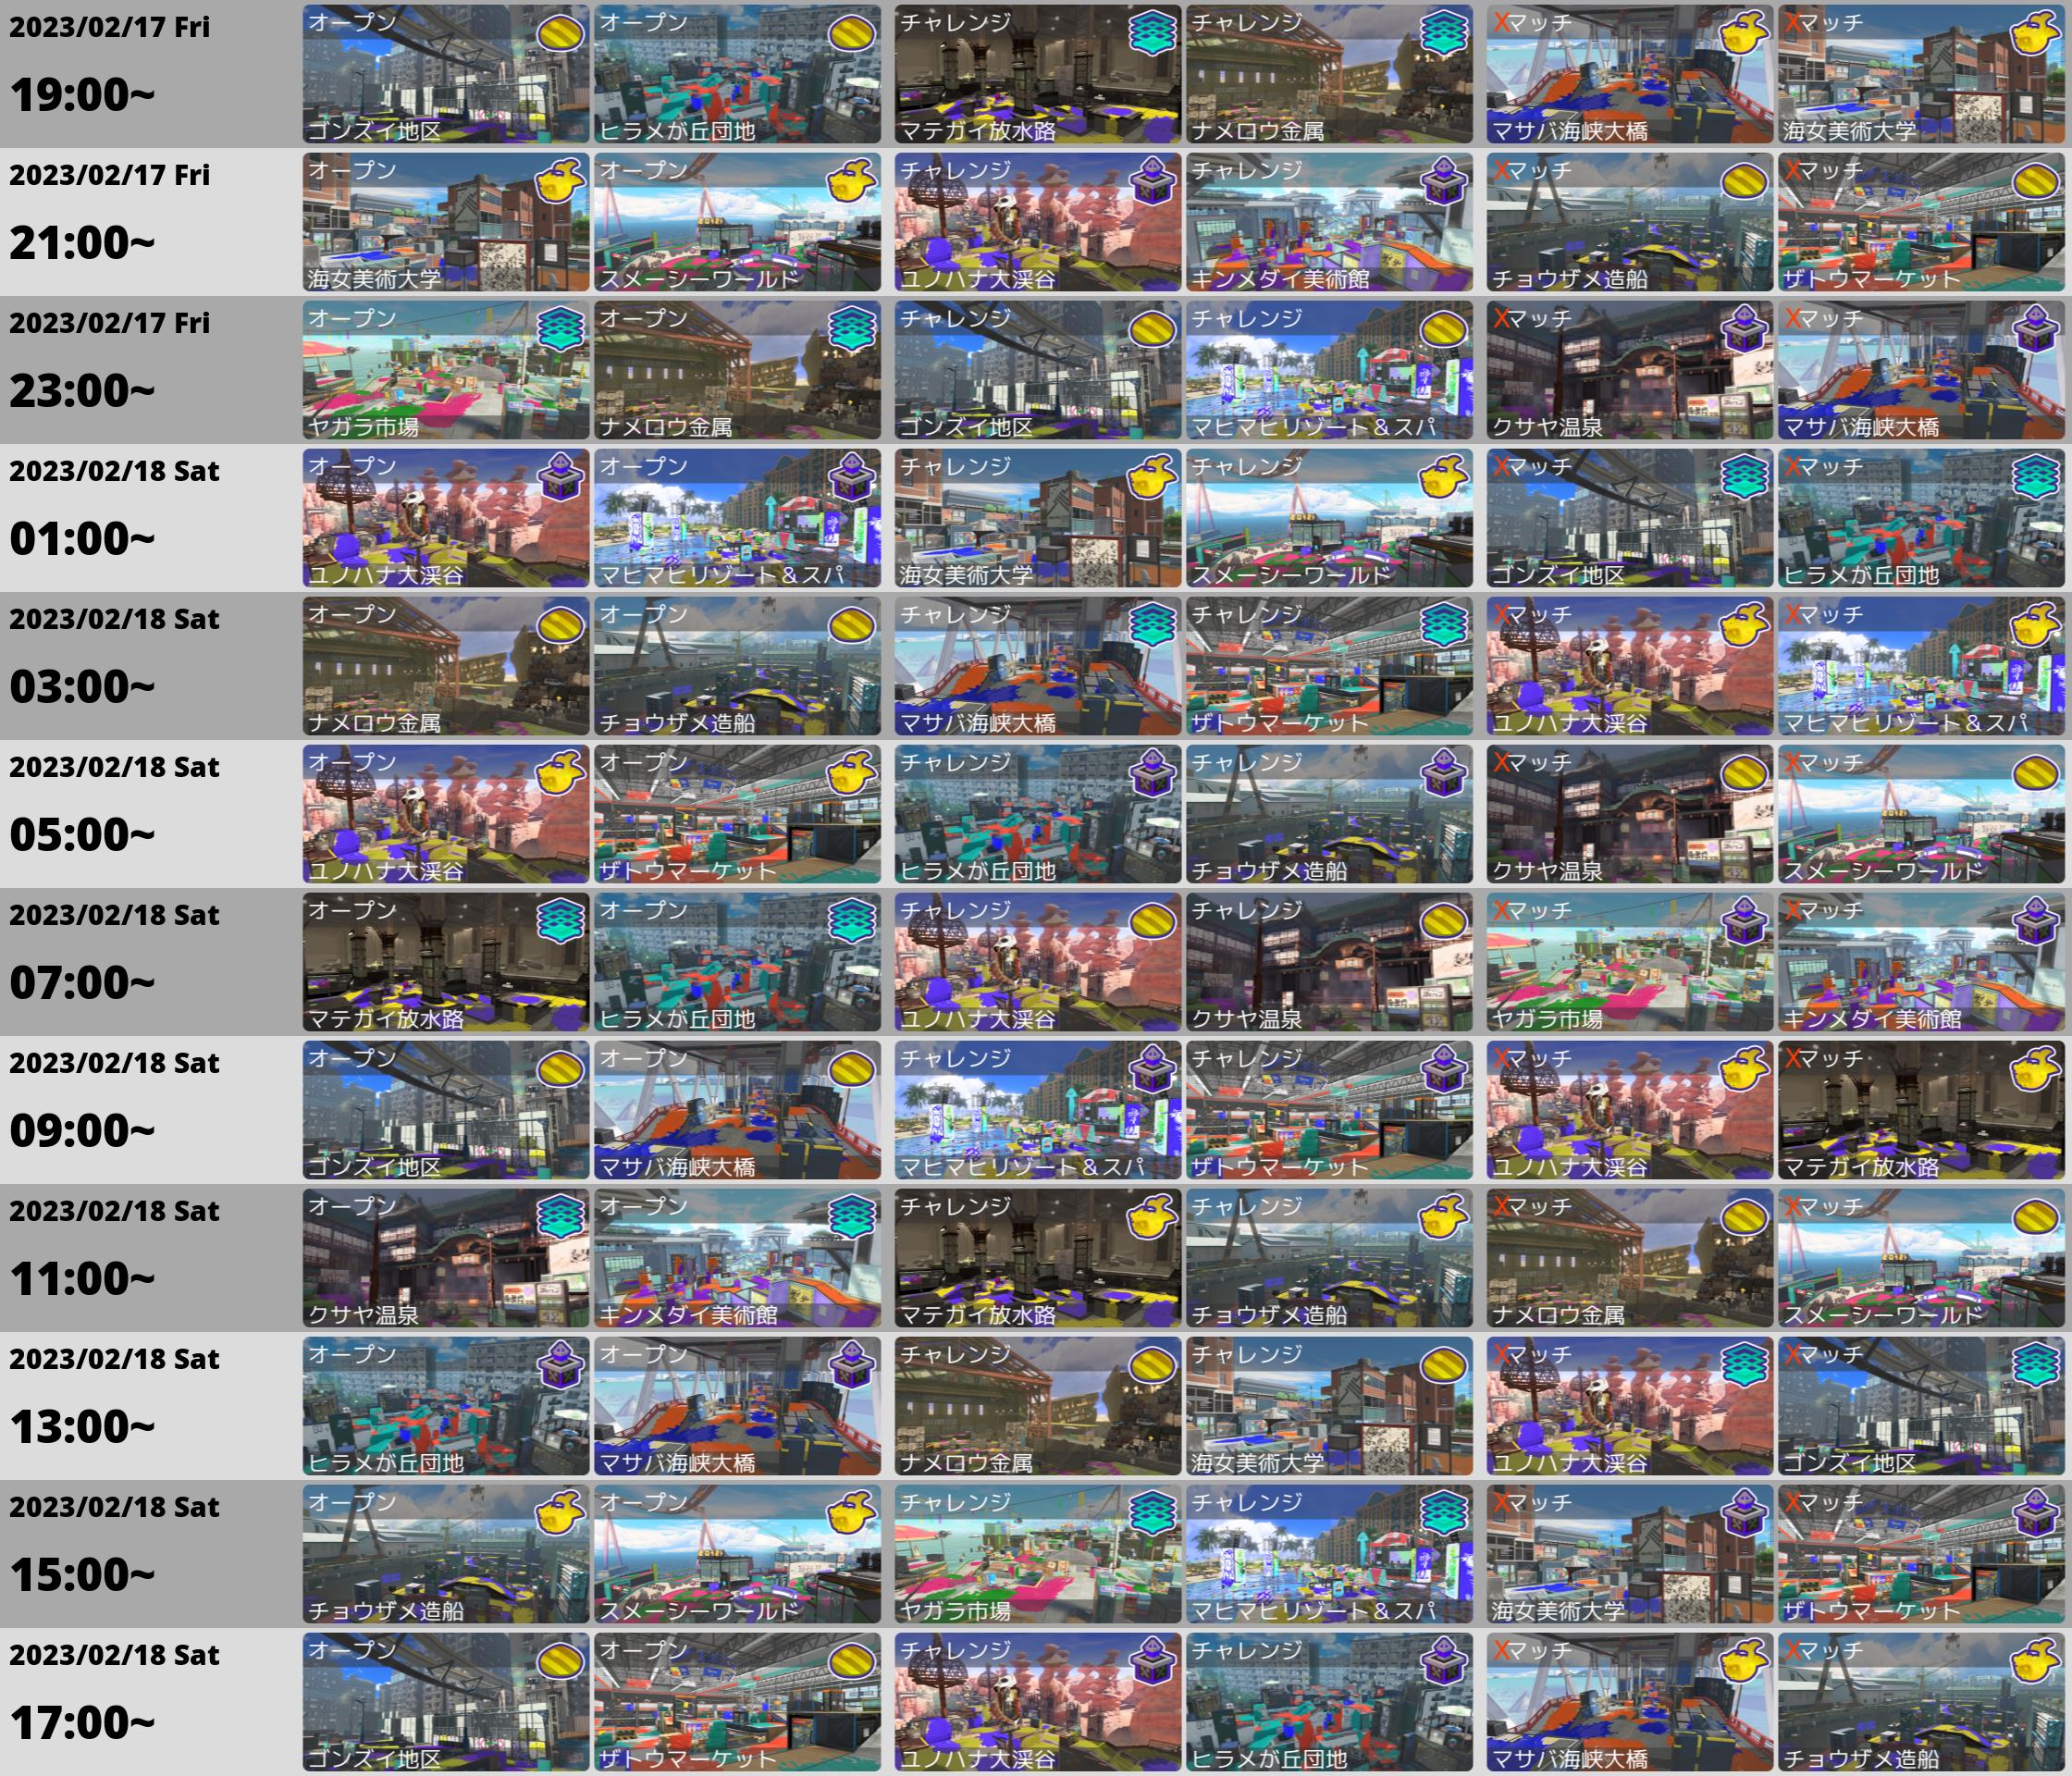 2023/02/17 Fri
19:00~
オープン
ゴンズイ地区
オープン
ヒラメが丘団地
チャレンジ
マテガイ放水路
チャレンジ
ナメロウ金属
Xマッチ
マサバ海峡大橋
Xマッチ
海女美術大学
2023/02/17 Fri
21:00~
オープン
海女美術大学
オープン
スメーシーワールド
チャレンジ
ユノハナ大渓谷
チャレンジ
キンメダイ美術館
Xマッチ
チョウザメ造船
Xマッチ
ザトウマーケット
2023/02/17 Fri
23:00~
オープン
ヤガラ市場
オープン
ナメロウ金属
チャレンジ
ゴンズイ地区
チャレンジ
マヒマヒリゾート&スパ
Xマッチ
クサヤ温泉
Xマッチ
マサバ海峡大橋
2023/02/18 Sat
01:00~
オープン
ユノハナ大渓谷
オープン
マヒマヒリゾート&スパ
チャレンジ
海女美術大学
チャレンジ
スメーシーワールド
Xマッチ
ゴンズイ地区
Xマッチ
ヒラメが丘団地
2023/02/18 Sat
03:00~
オープン
ナメロウ金属
オープン
チョウザメ造船
チャレンジ
マサバ海峡大橋
チャレンジ
ザトウマーケット
Xマッチ
ユノハナ大渓谷
Xマッチ
マヒマヒリゾート&スパ
2023/02/18 Sat
05:00~
オープン
ユノハナ大渓谷
オープン
ザトウマーケット
チャレンジ
ヒラメが丘団地
チャレンジ
チョウザメ造船
Xマッチ
クサヤ温泉
Xマッチ
スメーシーワールド
2023/02/18 Sat
07:00~
オープン
マテガイ放水路
オープン
ヒラメが丘団地
チャレンジ
ユノハナ大渓谷
チャレンジ
クサヤ温泉
Xマッチ
ヤガラ市場
Xマッチ
キンメダイ美術館
2023/02/18 Sat
09:00~
オープン
ゴンズイ地区
オープン
マサバ海峡大橋
チャレンジ
マヒマヒリゾート&スパ
チャレンジ
ザトウマーケット
Xマッチ
ユノハナ大渓谷
Xマッチ
マテガイ放水路
2023/02/18 Sat
11:00~
オープン
クサヤ温泉
オープン
キンメダイ美術館
チャレンジ
マテガイ放水路
チャレンジ
チョウザメ造船
Xマッチ
ナメロウ金属
Xマッチ
スメーシーワールド
2023/02/18 Sat
13:00~
オープン
ヒラメが丘団地
オープン
マサバ海峡大橋
チャレンジ
ナメロウ金属
チャレンジ
海女美術大学
Xマッチ
ユノハナ大渓谷
Xマッチ
ゴンズイ地区
2023/02/18 Sat
15:00~
オープン
チョウザメ造船
オープン
スメーシーワールド
チャレンジ
ヤガラ市場
チャレンジ
マヒマヒリゾート&スパ
Xマッチ
海女美術大学
Xマッチ
ザトウマーケット
2023/02/18 Sat
17:00~
オープン
ゴンズイ地区
オープン
ザトウマーケット
チャレンジ
ユノハナ大渓谷
チャレンジ
ヒラメが丘団地
Xマッチ
マサバ海峡大橋
Xマッチ
チョウザメ造船